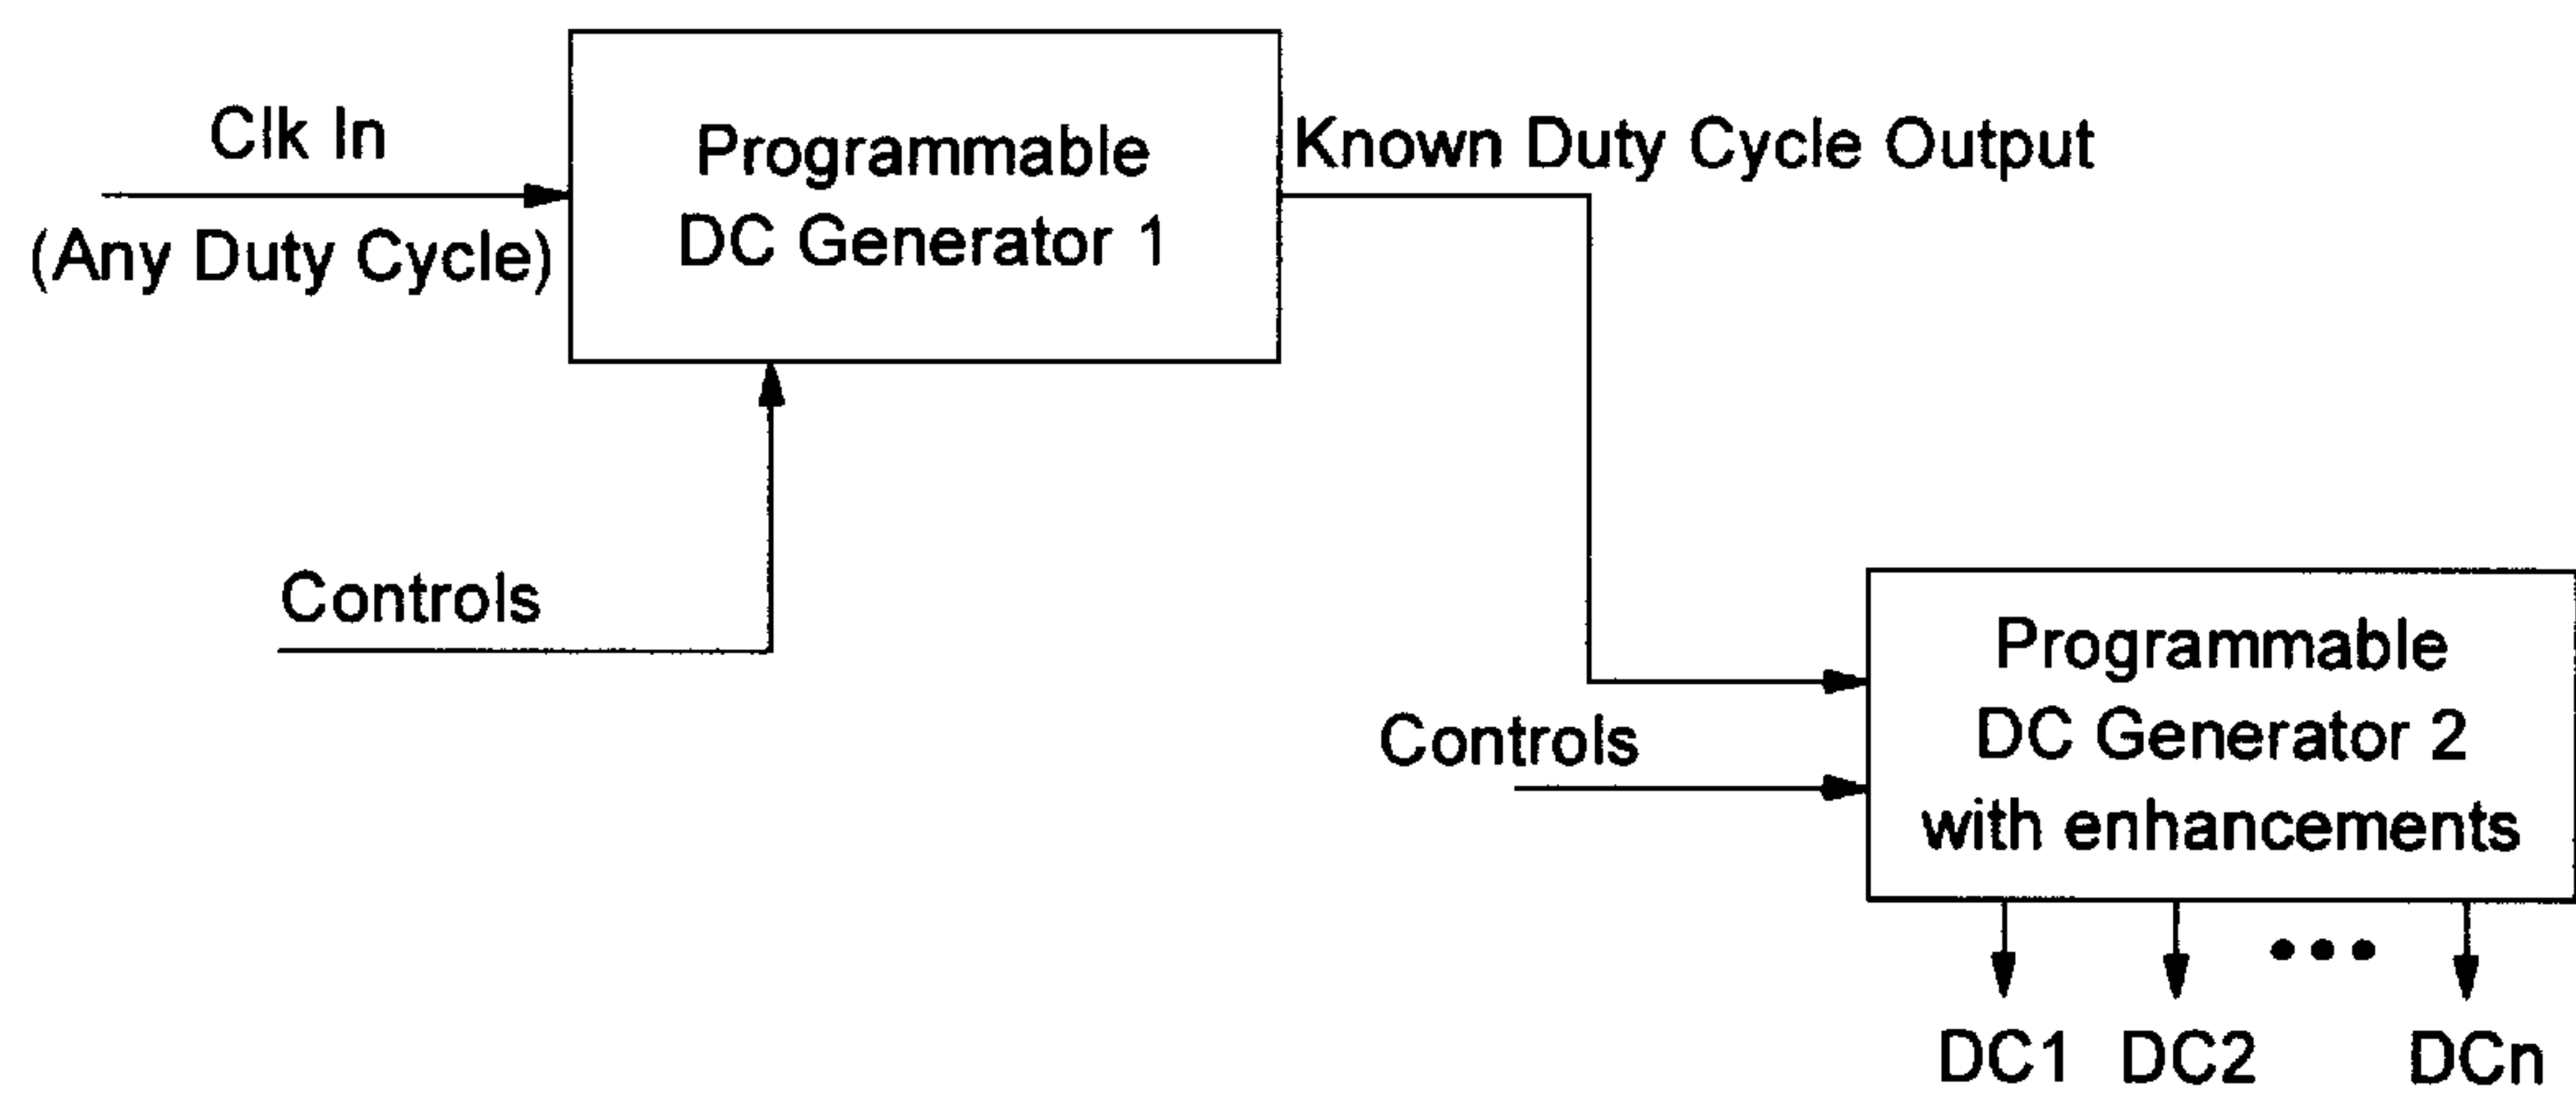 Clk In
(Any Duty Cycle)
Programmable
DC Generator 1
Known Duty Cycle Output
Controls
Controls
Programmable
DC Generator 2
with enhancements
DC1 DC2 DCn